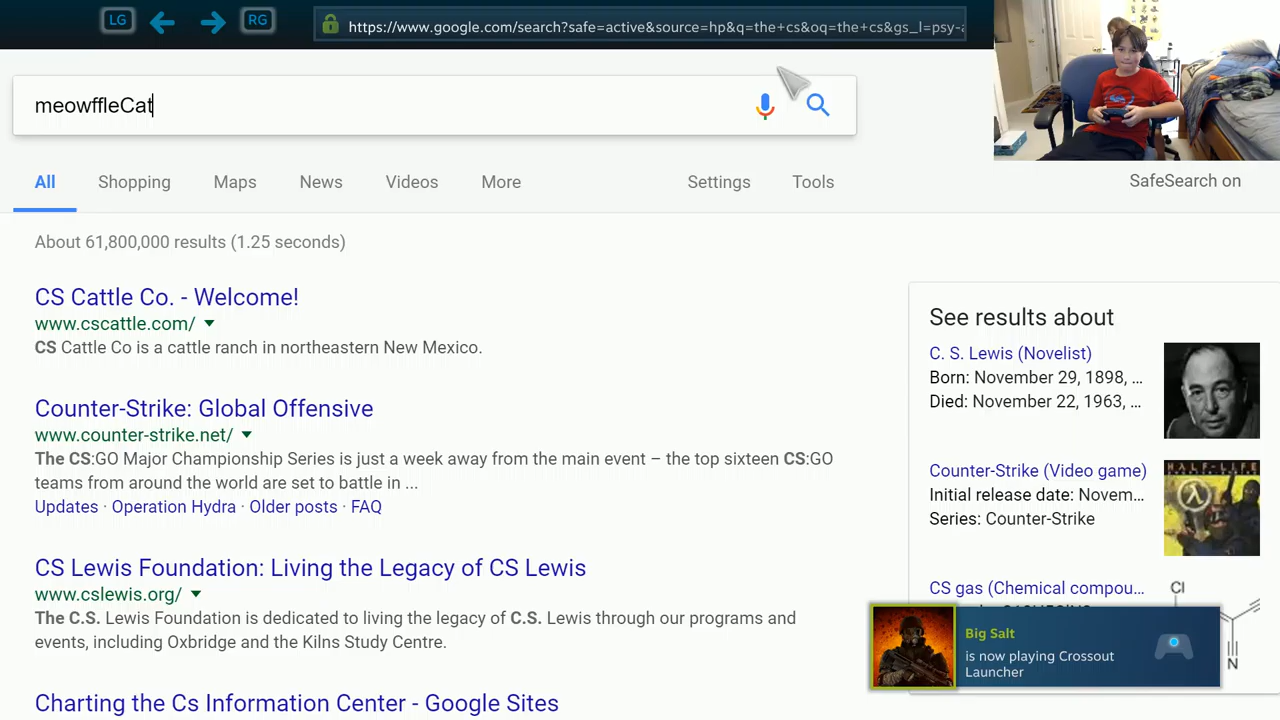 LG
RG
https://www.google.com/search?safe=active&source=hp&q=the+cs&oq=the+cs&gs_l=psy-
meowffleCat
All Shopping Maps News Videos More Settings Tools
SafeSearch on
About 61,800,000 results (1.25 seconds)
CS Cattle Co. - Welcome!
www.cscattle.com/
CS Cattle Co is a cattle ranch in northeastern New Mexico.
Counter-Strike: Global Offensive
www.counter-strike.net/
The CS:GO Major Championship Series is just a week away from the main event – the top sixteen CS:GO
teams from around the world are set to battle in ...
Updates · Operation Hydra · Older posts · FAQ
CS Lewis Foundation: Living the Legacy of CS Lewis
www.cslewis.org/
The C.S. Lewis Foundation is dedicated to living the legacy of C.S. Lewis through our programs and
events, including Oxbridge and the Kilns Study Centre.
Charting the Cs Information Center - Google Sites
See results about
C. S. Lewis (Novelist)
Born: November 29, 1898, ...
Died: November 22, 1963, ...
Counter-Strike (Video game)
Initial release date: Novem...
Series: Counter-Strike
HALF-LIFE
CS gas (Chemical compou...
Cl
N
Big Salt
is now playing Crossout
Launcher